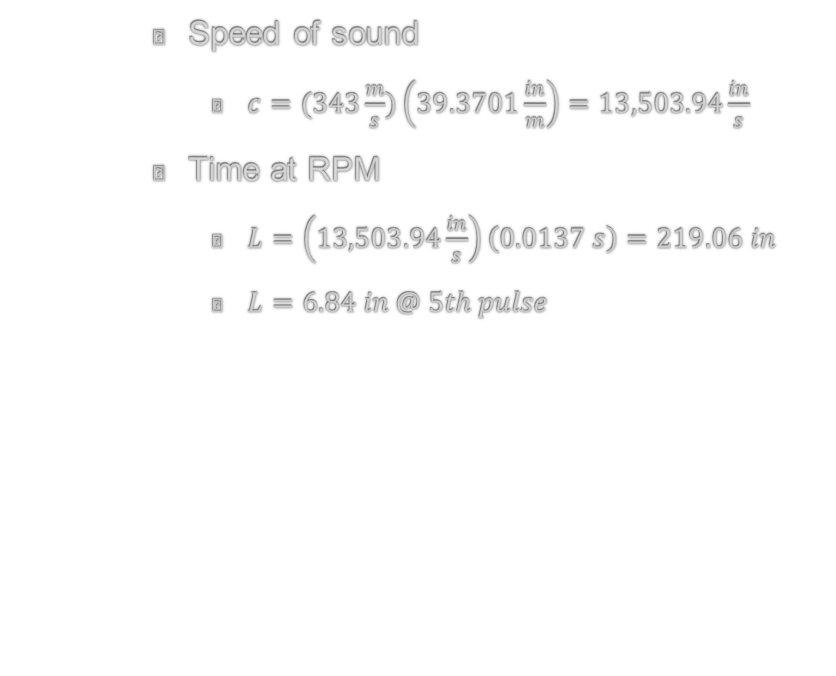 Speed of sound
c = (343 m/s) (39.3701 in/m) = 13,503.94 in/s
Time at RPM
L = (13,503.94 in/s) (0.0137 s) = 219.06 in
L = 6.84 in @ 5th pulse